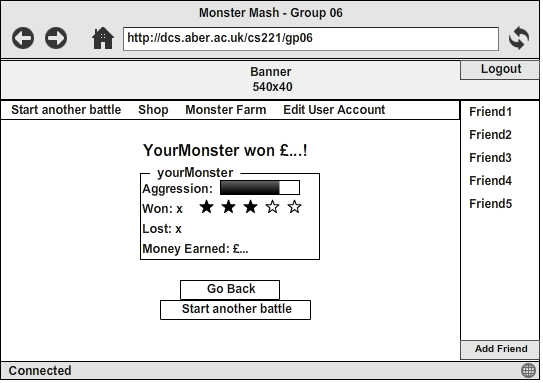 Monster Mash - Group 06
http://dcs.aber.ac.uk/cs221/gp06
Banner
540x40
Logout
Start another battle Shop Monster Farm Edit User Account
Friend1
Friend2
Friend3
Friend4
Friend5
YourMonster won £...!
yourMonster
Aggression:
Won: x
Lost: x
Money Earned: £...
Go Back
Start another battle
Add Friend
Connected